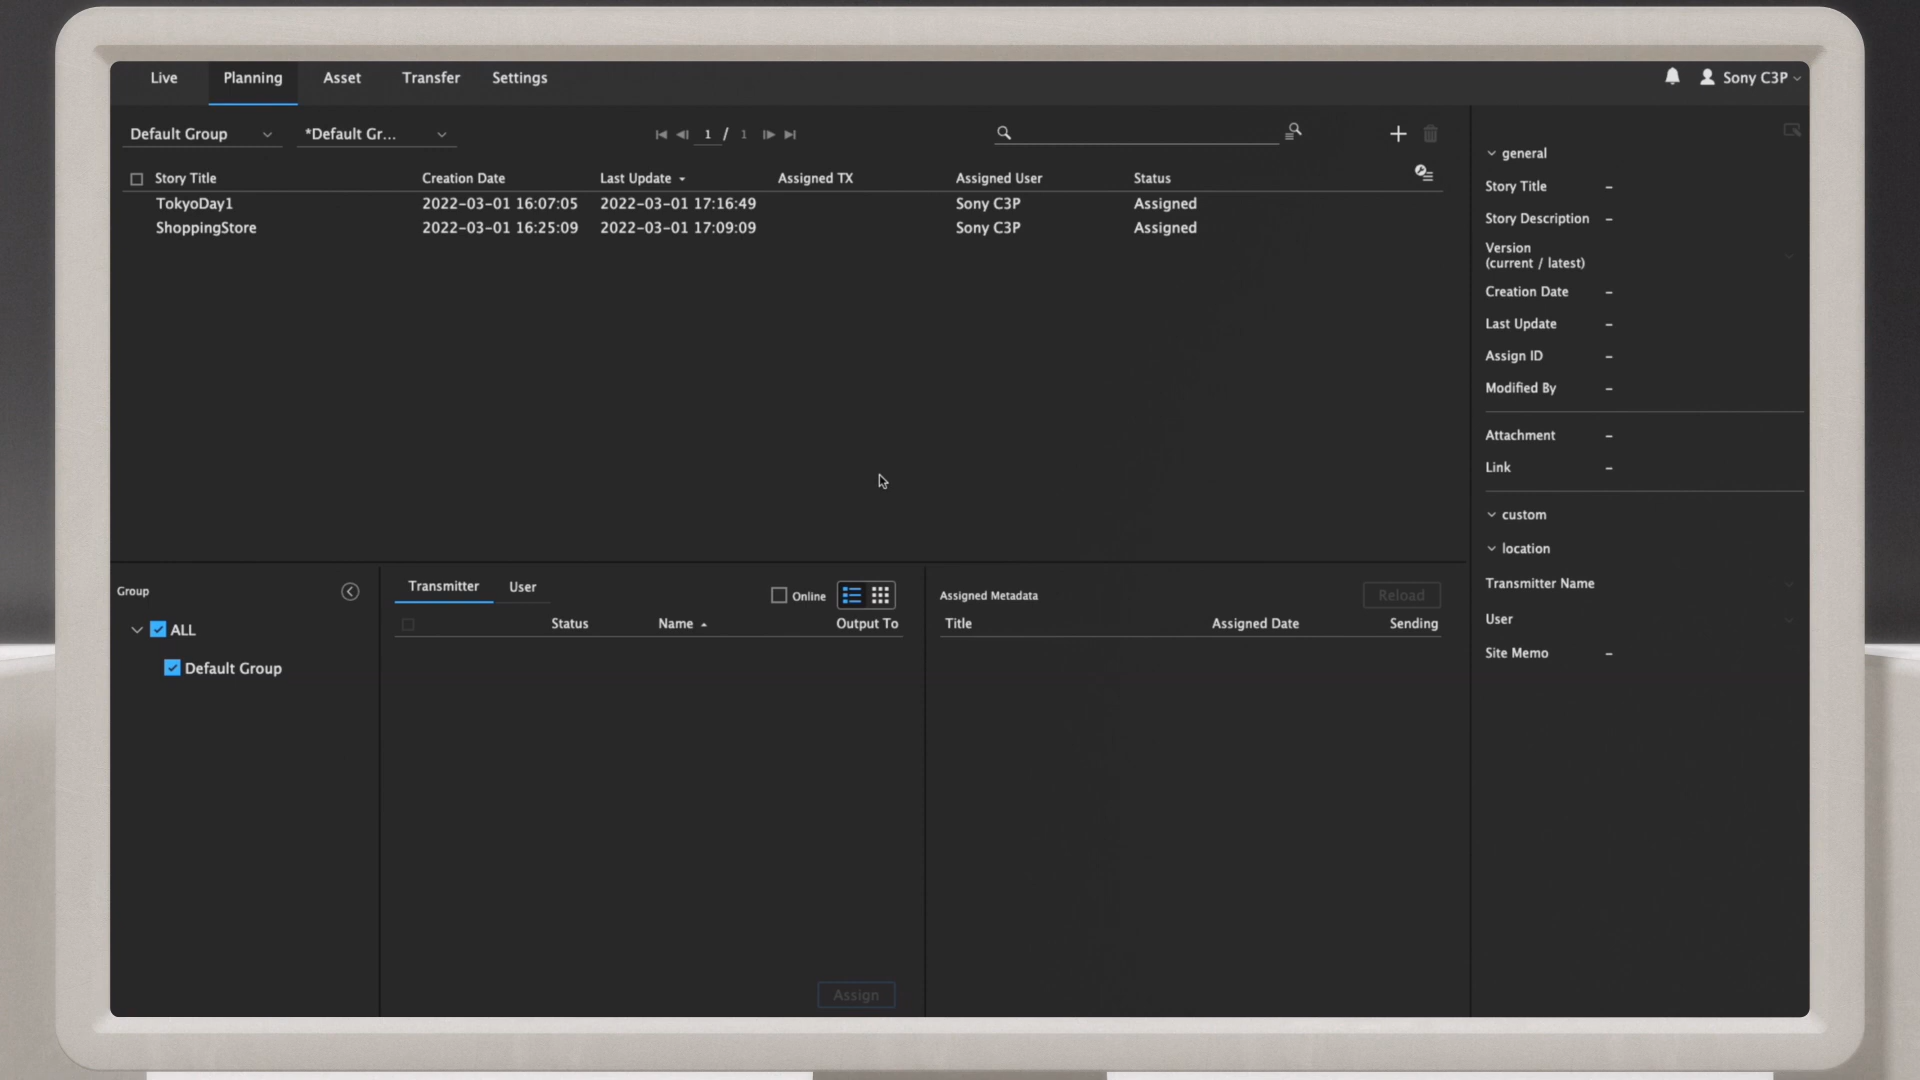 Live Planning Asset Transfer Settings Sony C3P
Default Group *Default Gr... 1 / 1
Story Title Creation Date Last Update Assigned TX Assigned User Status
TokyoDay1 2022-03-01 16:07:05 2022-03-01 17:16:49 Sony C3P Assigned
ShoppingStore 2022-03-01 16:25:09 2022-03-01 17:09:09 Sony C3P Assigned
general
Story Title –
Story Description –
Version
(current / latest)
Creation Date –
Last Update –
Assign ID –
Modified By –
Attachment –
Link –
custom
location
Transmitter Name
User
Site Memo –
Group
ALL
Default Group
Transmitter User Online
Status Name Output To
Assign
Assigned Metadata Reload
Title Assigned Date Sending